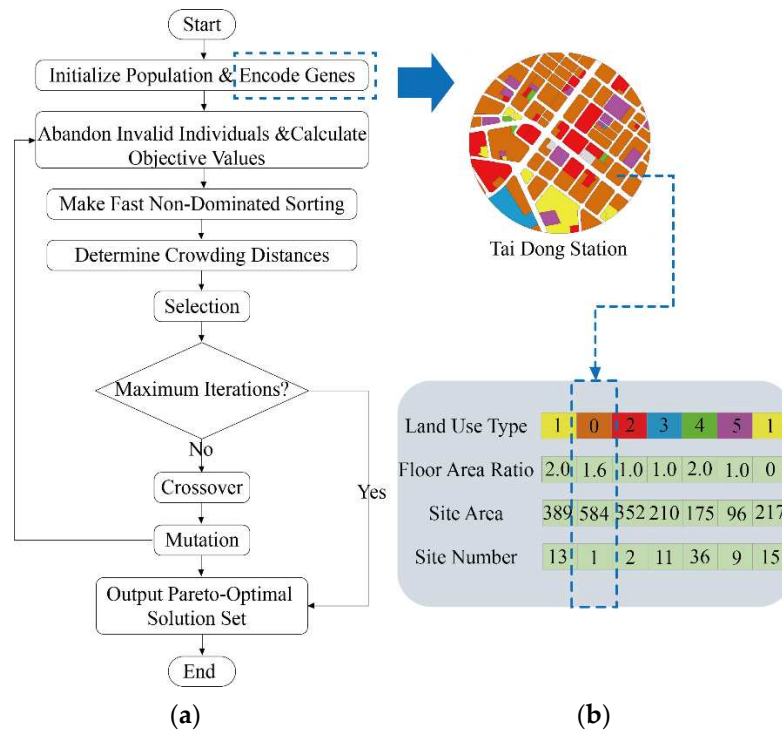 Start
Initialize Population & Encode Genes
Abandon Invalid Individuals &Calculate
Objective Values
Make Fast Non-Dominated Sorting
Determine Crowding Distances
Selection
Maximum Iterations?
No
Yes
Crossover
Mutation
Output Pareto-Optimal
Solution Set
End
(a)
Tai Dong Station
Land Use Type 1 0 2 3 4 5 1
Floor Area Ratio 2.0 1.6 1.0 1.0 2.0 1.0 0
Site Area 389 584 352 210 175 96 217
Site Number 13 1 2 11 36 9 15
(b)